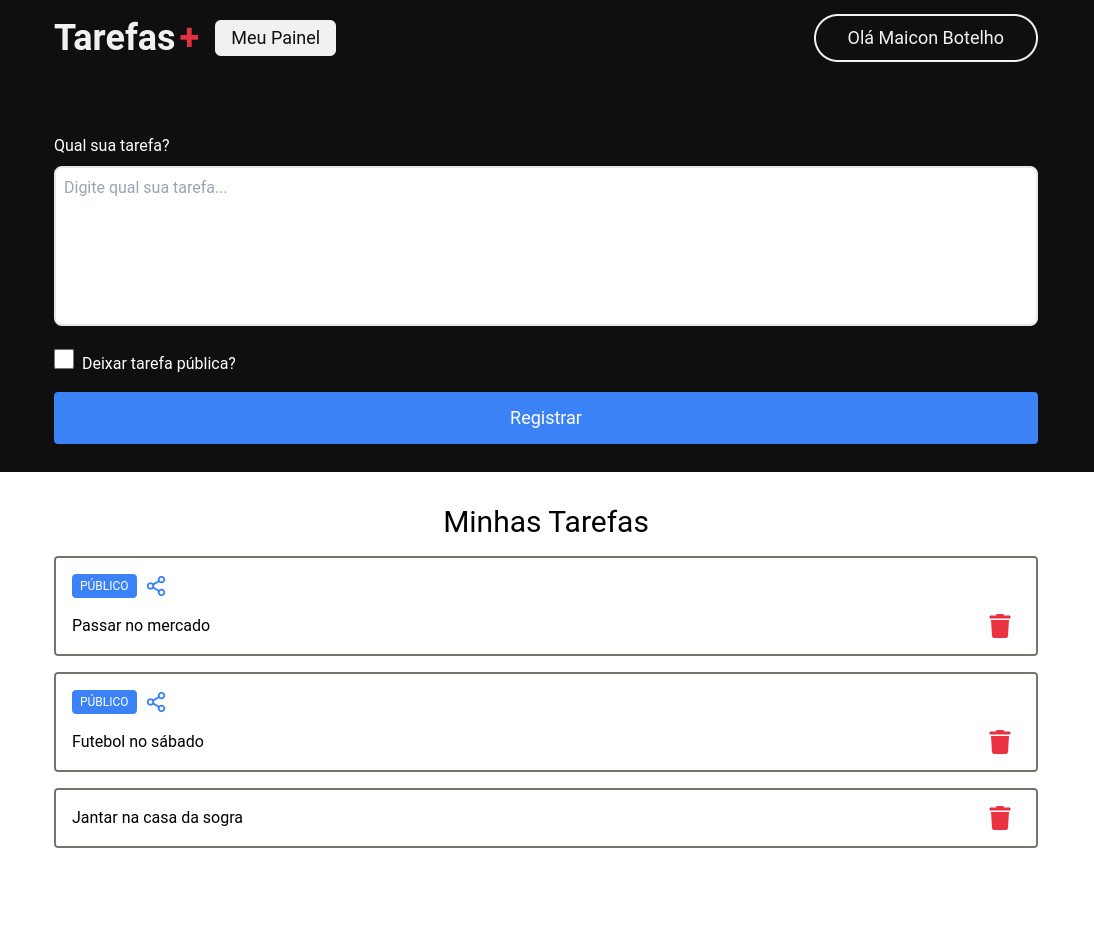 Tarefas+ Meu Painel Olá Maicon Botelho
Qual sua tarefa?
Digite qual sua tarefa...
Deixar tarefa pública?
Registrar
Minhas Tarefas
PÚBLICO
Passar no mercado
PÚBLICO
Futebol no sábado
Jantar na casa da sogra